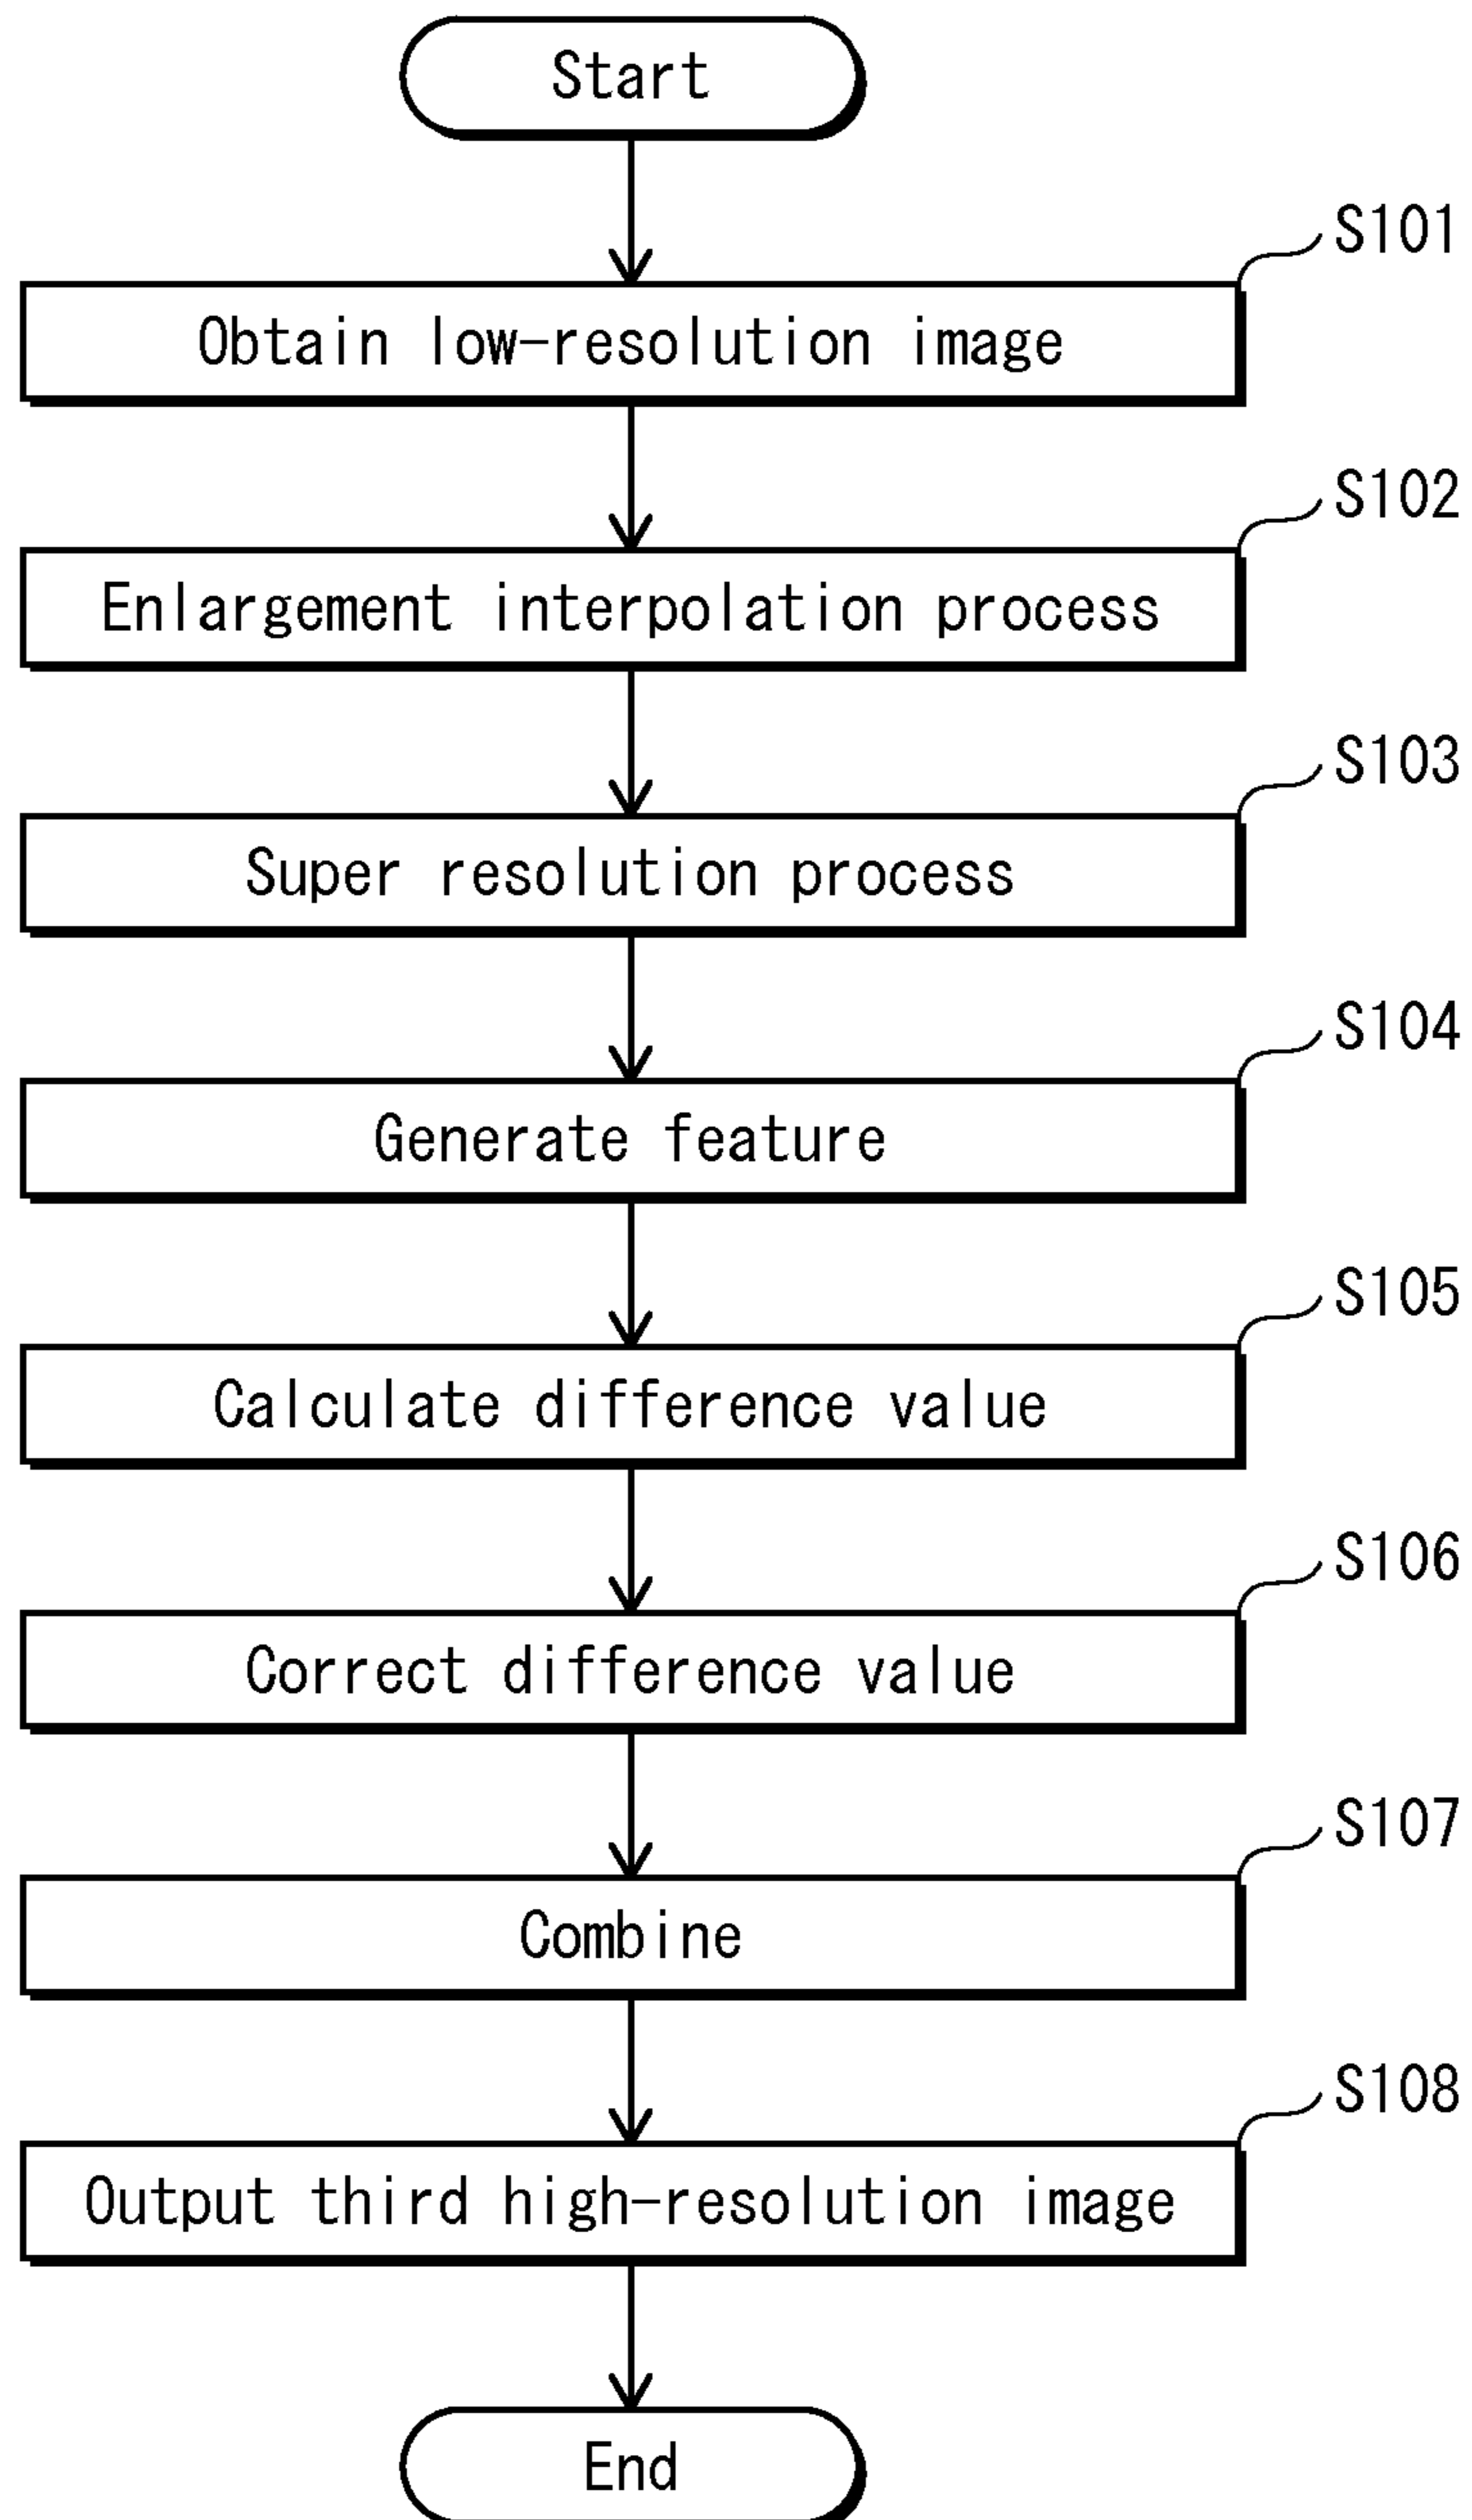 Start
S101
Obtain low-resolution image
S102
Enlargement interpolation process
S103
Super resolution process
S104
Generate feature
S105
Calculate difference value
S106
Correct difference value
S107
Combine
S108
Output third high-resolution image
End